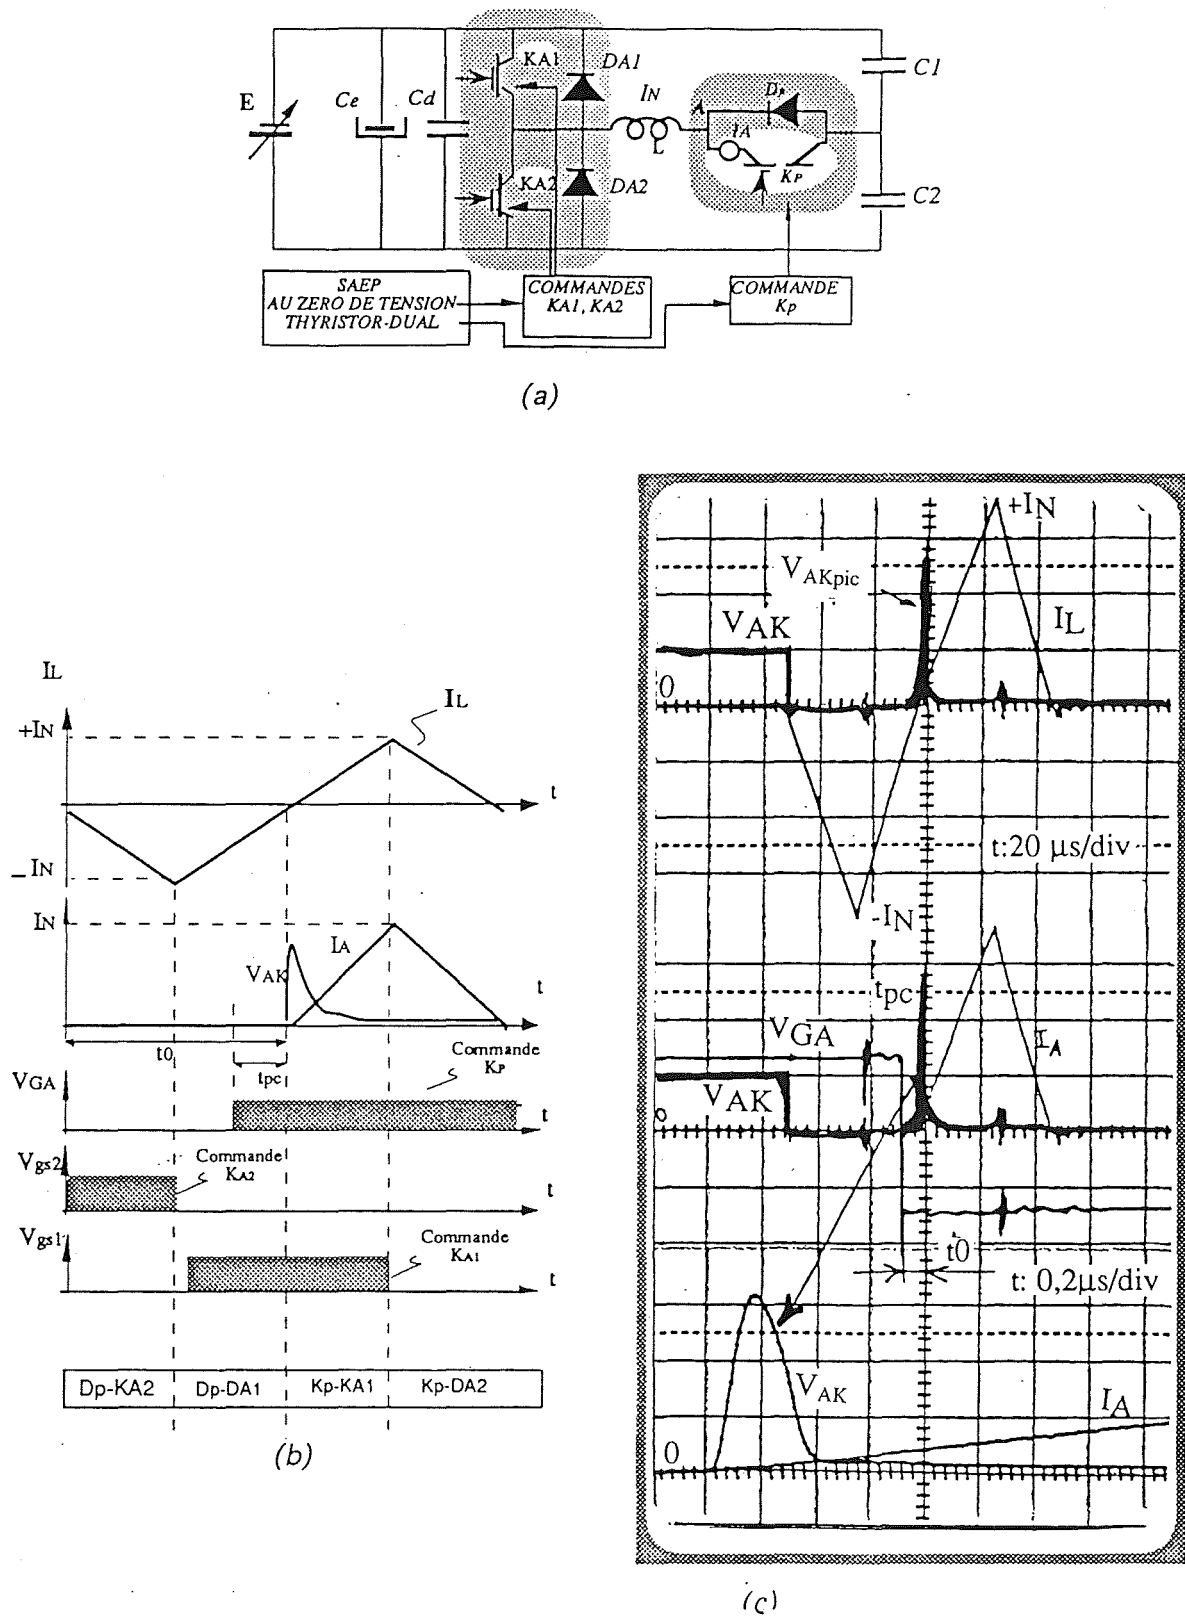 E
Ce
Cd
KA1
DA1
IN
L
A
Dp
IA
KP
C1
KA2
DA2
C2
SAEP
AU ZERO DE TENSION
THYRISTOR-DUAL
COMMANDES
KA1, KA2
COMMANDE
Kp
(a)
IL
+IN
IL
t
_ IN
IN
VAK
IA
t
t0
tpc
Commande
KP
VGA
t
Vgs2
Commande
KA2
t
Vgs1
Commande
KA1
t
Dp-KA2
Dp-DA1
Kp-KA1
Kp-DA2
(b)
+IN
VAKpic
VAK
IL
0
t:20 µs/div
-IN
tpc
VGA
IA
VAK
0
t0
t: 0,2µs/div
VAK
IA
0
(c)